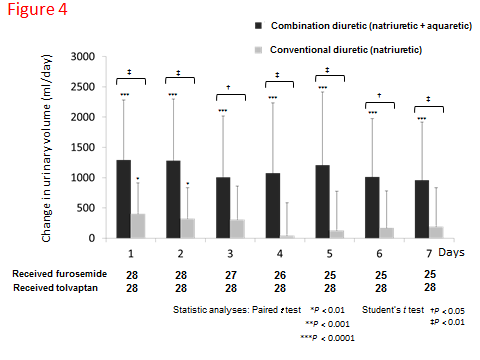 Figure 4
Combination diuretic (natriuretic + aquaretic)
Conventional diuretic (natriuretic)
Change in urinary volume (ml/day)
3000
2500
2000
1500
1000
500
0
‡ ‡ † ‡ ‡ † ‡
*** *** *** *** *** *** ***
* *
1 2 3 4 5 6 7 Days
Received furosemide 28 28 27 26 25 25 25
Received tolvaptan 28 28 28 28 28 28 28
Statistic analyses: Paired t test *P < 0.01 Student's t test †P < 0.05
**P < 0.001 ‡P < 0.01
***P < 0.0001